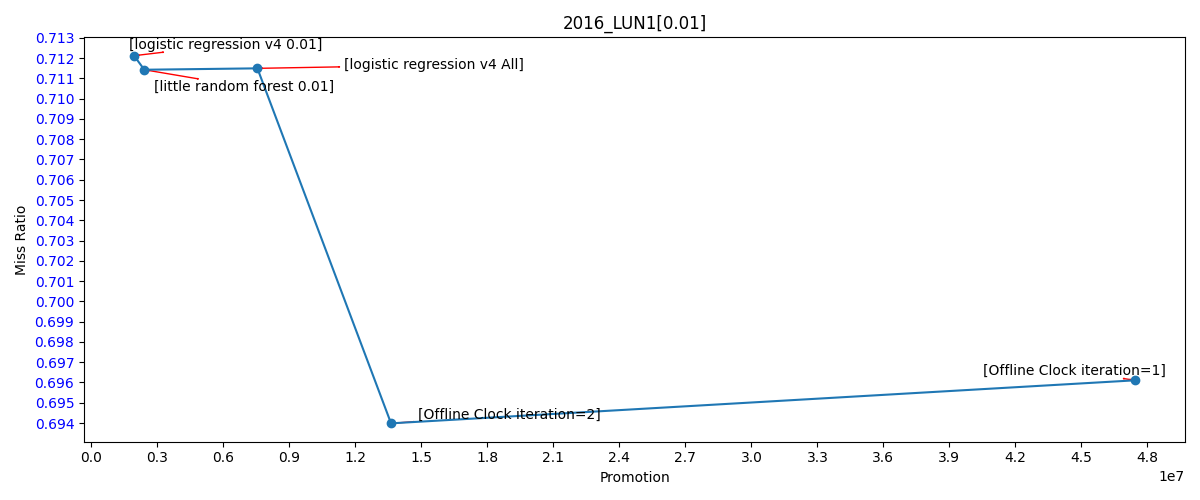 2016_LUN1[0.01]
0.713
0.712
0.711
0.710
0.709
0.708
0.707
0.706
0.705
0.704
0.703
0.702
0.701
0.700
0.699
0.698
0.697
0.696
0.695
0.694
Miss Ratio
[logistic regression v4 0.01]
[logistic regression v4 All]
[little random forest 0.01]
[Offline Clock iteration=1]
[Offline Clock iteration=2]
0.0 0.3 0.6 0.9 1.2 1.5 1.8 2.1 2.4 2.7 3.0 3.3 3.6 3.9 4.2 4.5 4.8
1e7
Promotion